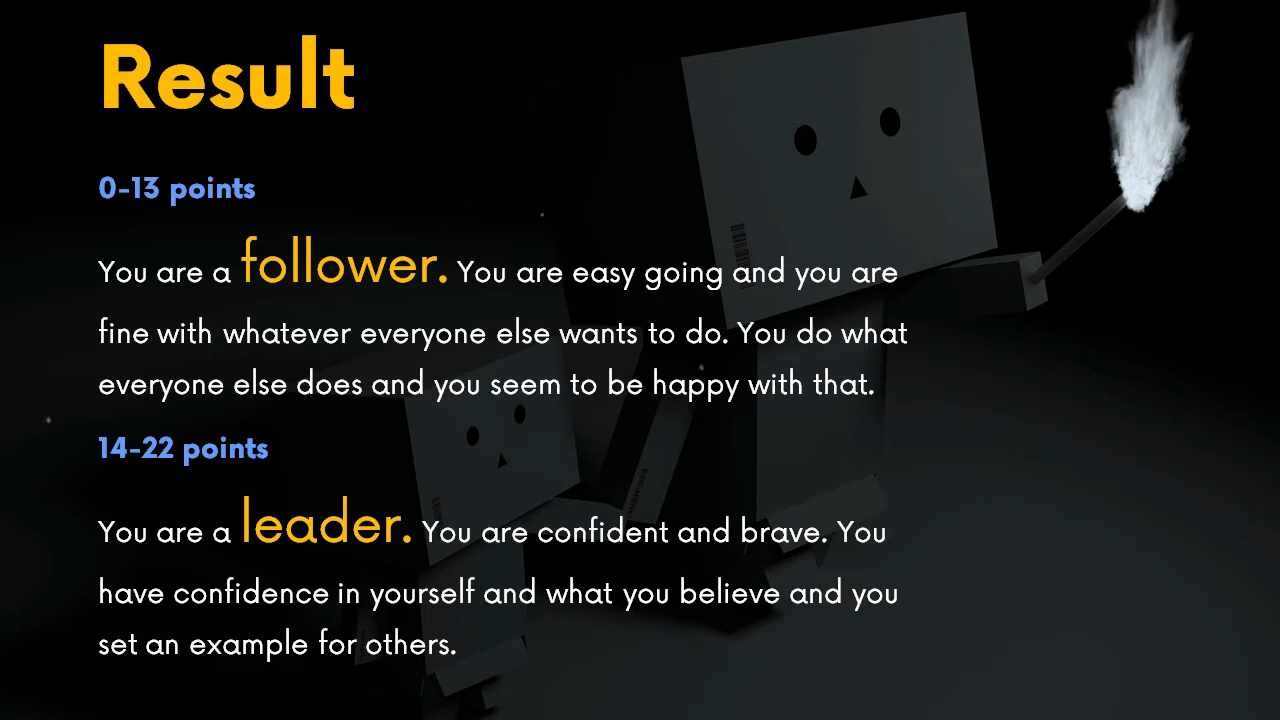 Result
0-13 points
You are a follower. You are easy going and you are
fine with whatever everyone else wants to do. You do what
everyone else does and you seem to be happy with that.
14-22 points
You are a leader. You are confident and brave. You
have confidence in yourself and what you believe and you
set an example for others.